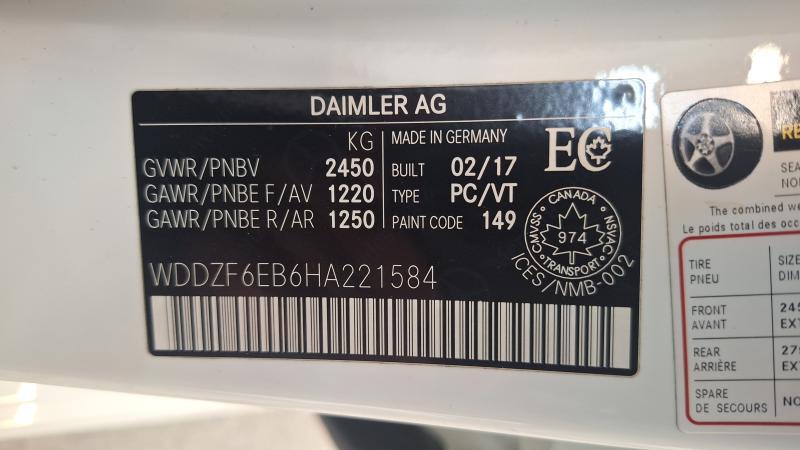 DAIMLER AG
KG
GVWR/PNBV 2450
GAWR/PNBE F/AV 1220
GAWR/PNBE R/AR 1250
MADE IN GERMANY
BUILT 02/17
TYPE PC/VT
PAINT CODE 149
EC
CANADA
CMVSS 974 NSVAC
TRANSPORT
ICES/NMB-002
WDDZF6EB6HA221584
The combined
Le poids total des
TIRE
PNEU
FRONT
AVANT
REAR
ARRIÈRE
SPARE
DE SECOURS